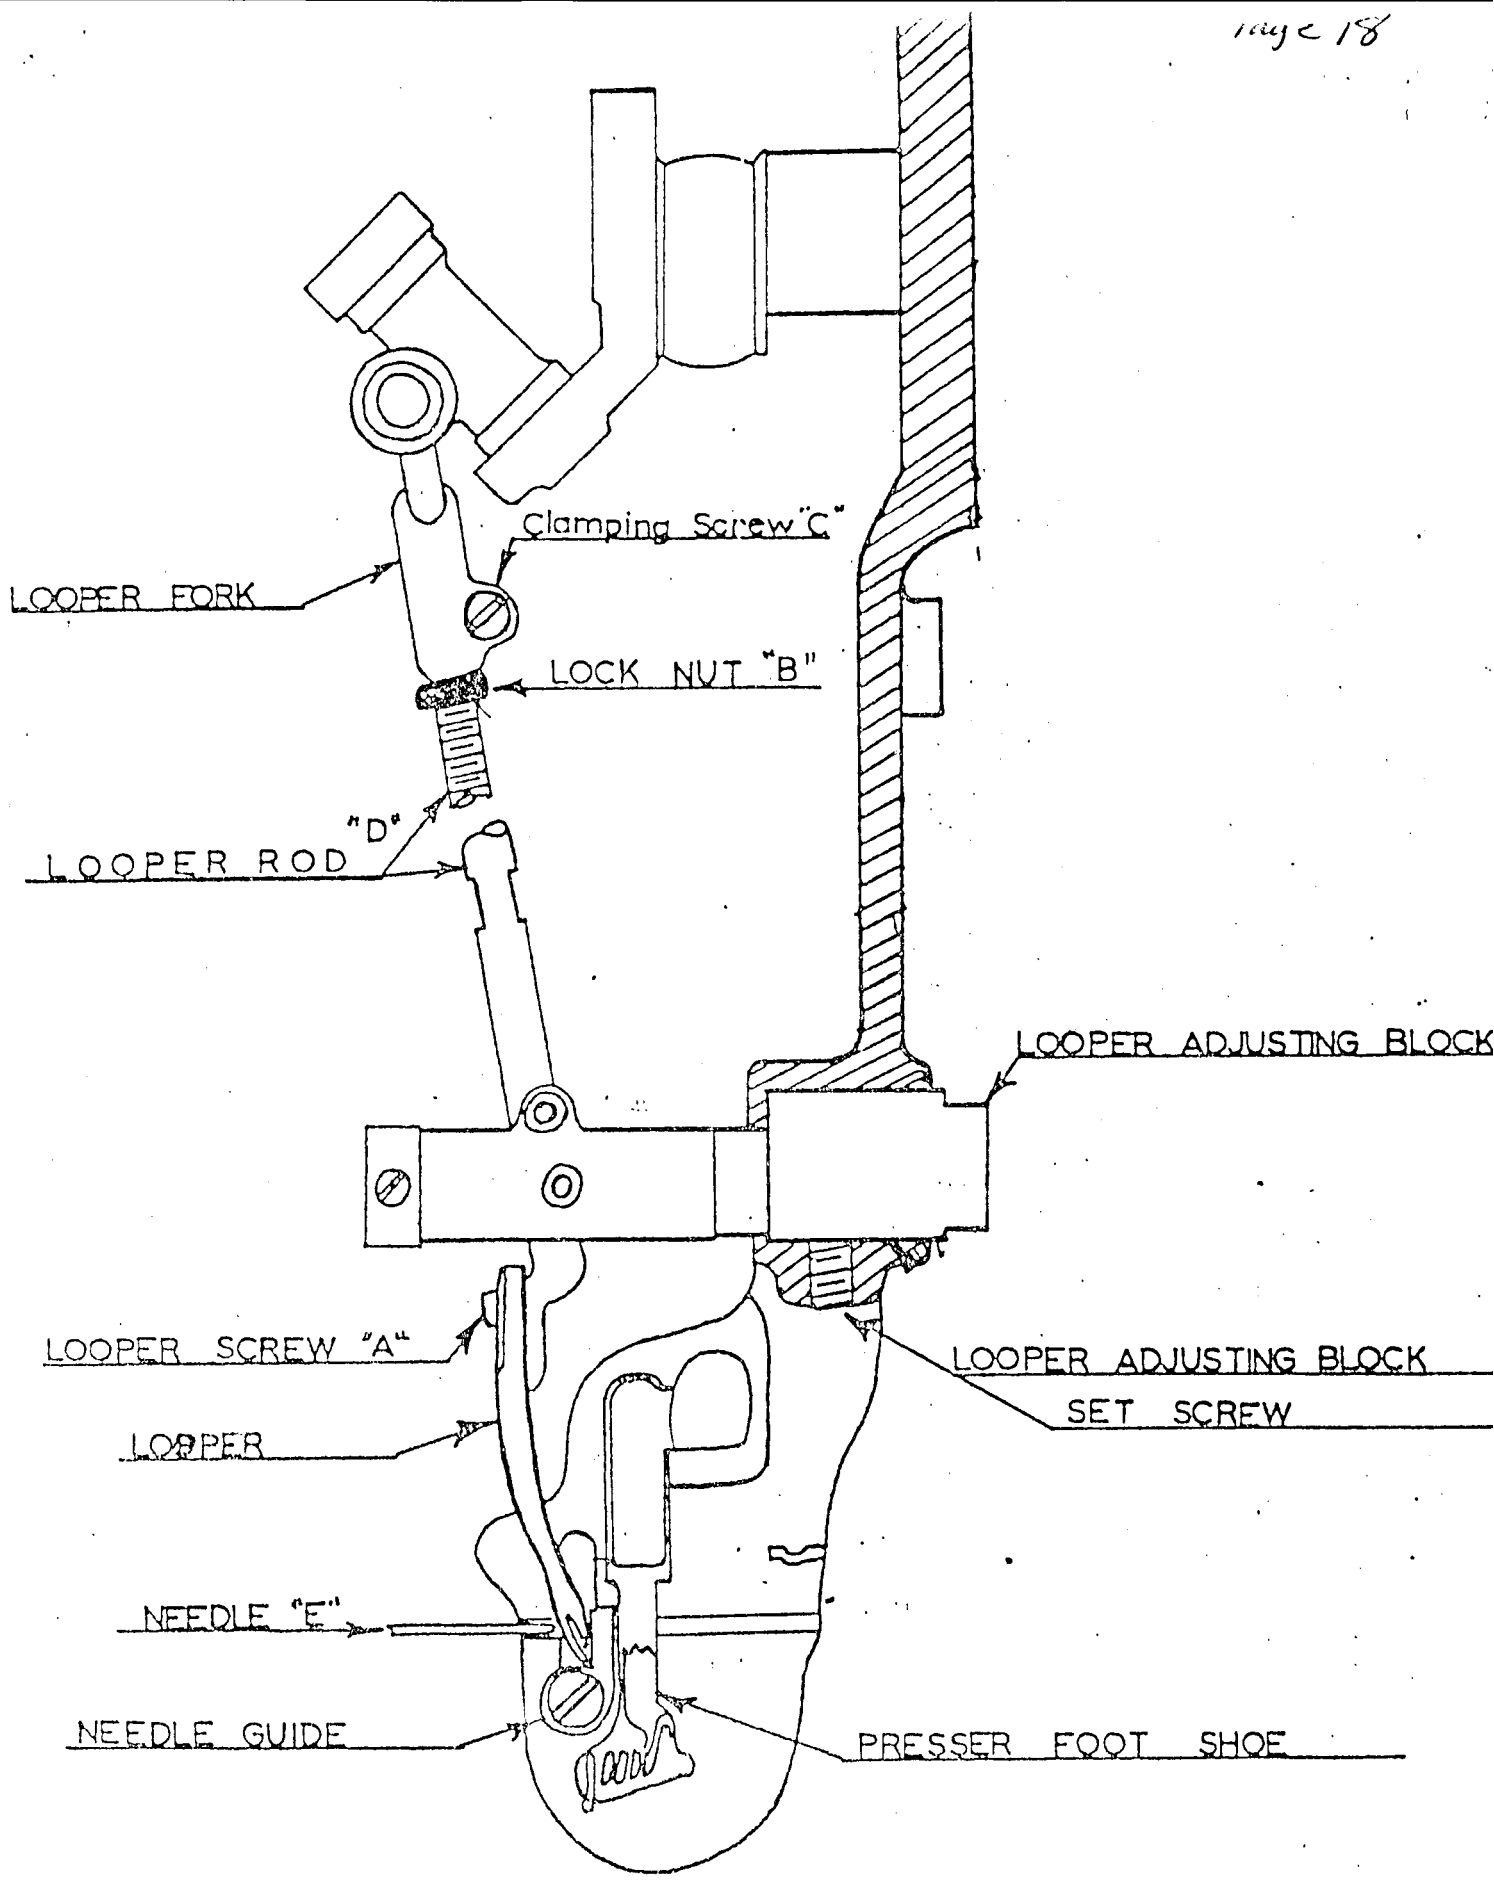 Page 18
Clamping Screw "C"
LOOPER FORK
LOCK NUT "B"
"D"
LOOPER ROD
LOOPER ADJUSTING BLOCK
LOOPER SCREW "A"
LOOPER ADJUSTING BLOCK
SET SCREW
LOOPER
NEEDLE "E"
NEEDLE GUIDE
PRESSER FOOT SHOE